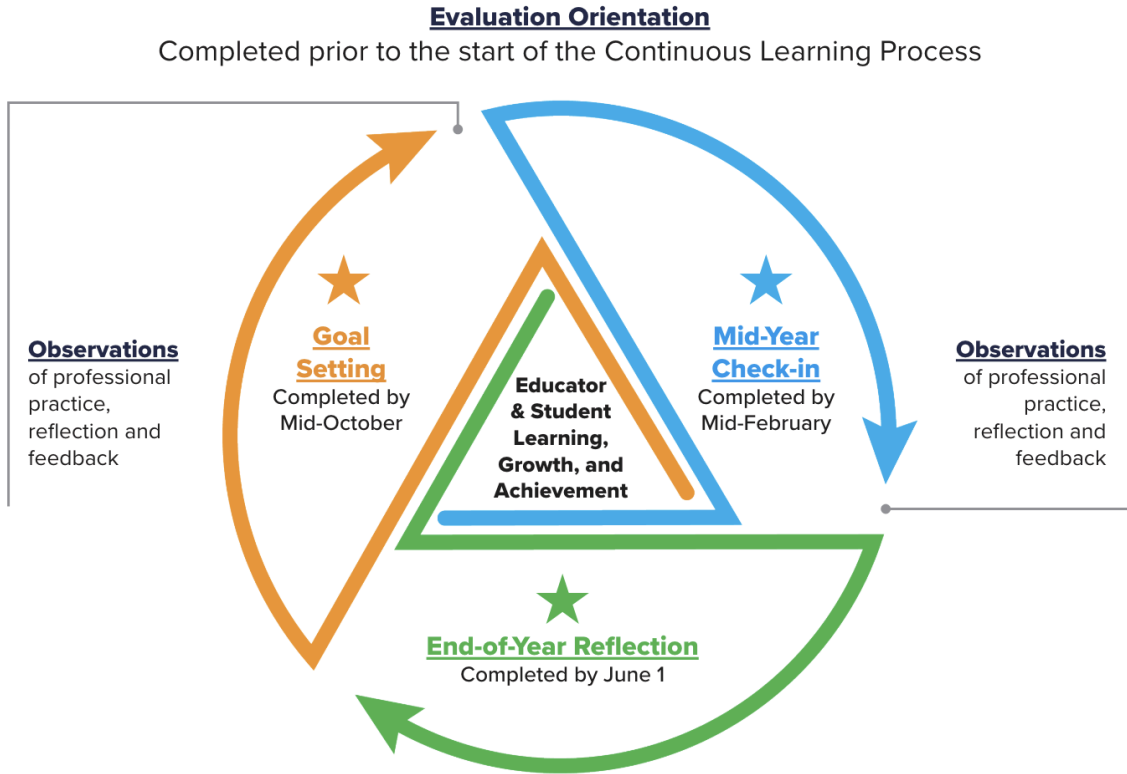 Evaluation Orientation
Completed prior to the start of the Continuous Learning Process
Observations
of professional
practice,
reflection and
feedback
Goal
Setting
Completed by
Mid-October
Educator
& Student
Learning,
Growth, and
Achievement
Mid-Year
Check-in
Completed by
Mid-February
Observations
of professional
practice,
reflection and
feedback
End-of-Year Reflection
Completed by June 1